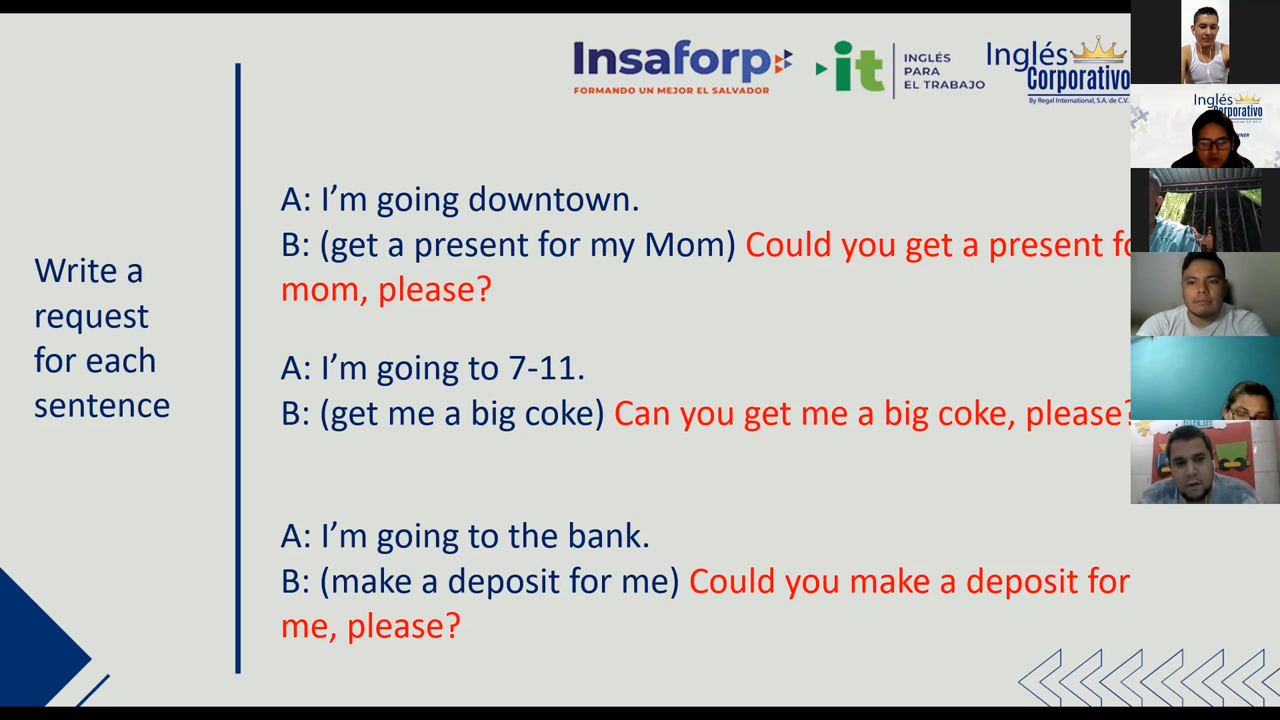 Insaforp
FORMANDO UN MEJOR EL SALVADOR
it
INGLÉS
PARA
EL TRABAJO
Inglés
Corporativo
By Regal International, S.A. de C.V.
Inglés
Corporativo
Write a
request
for each
sentence
A: I'm going downtown.
B: (get a present for my Mom) Could you get a present
mom, please?
A: I'm going to 7-11.
B: (get me a big coke) Can you get me a big coke, please?
A: I'm going to the bank.
B: (make a deposit for me) Could you make a deposit for
me, please?